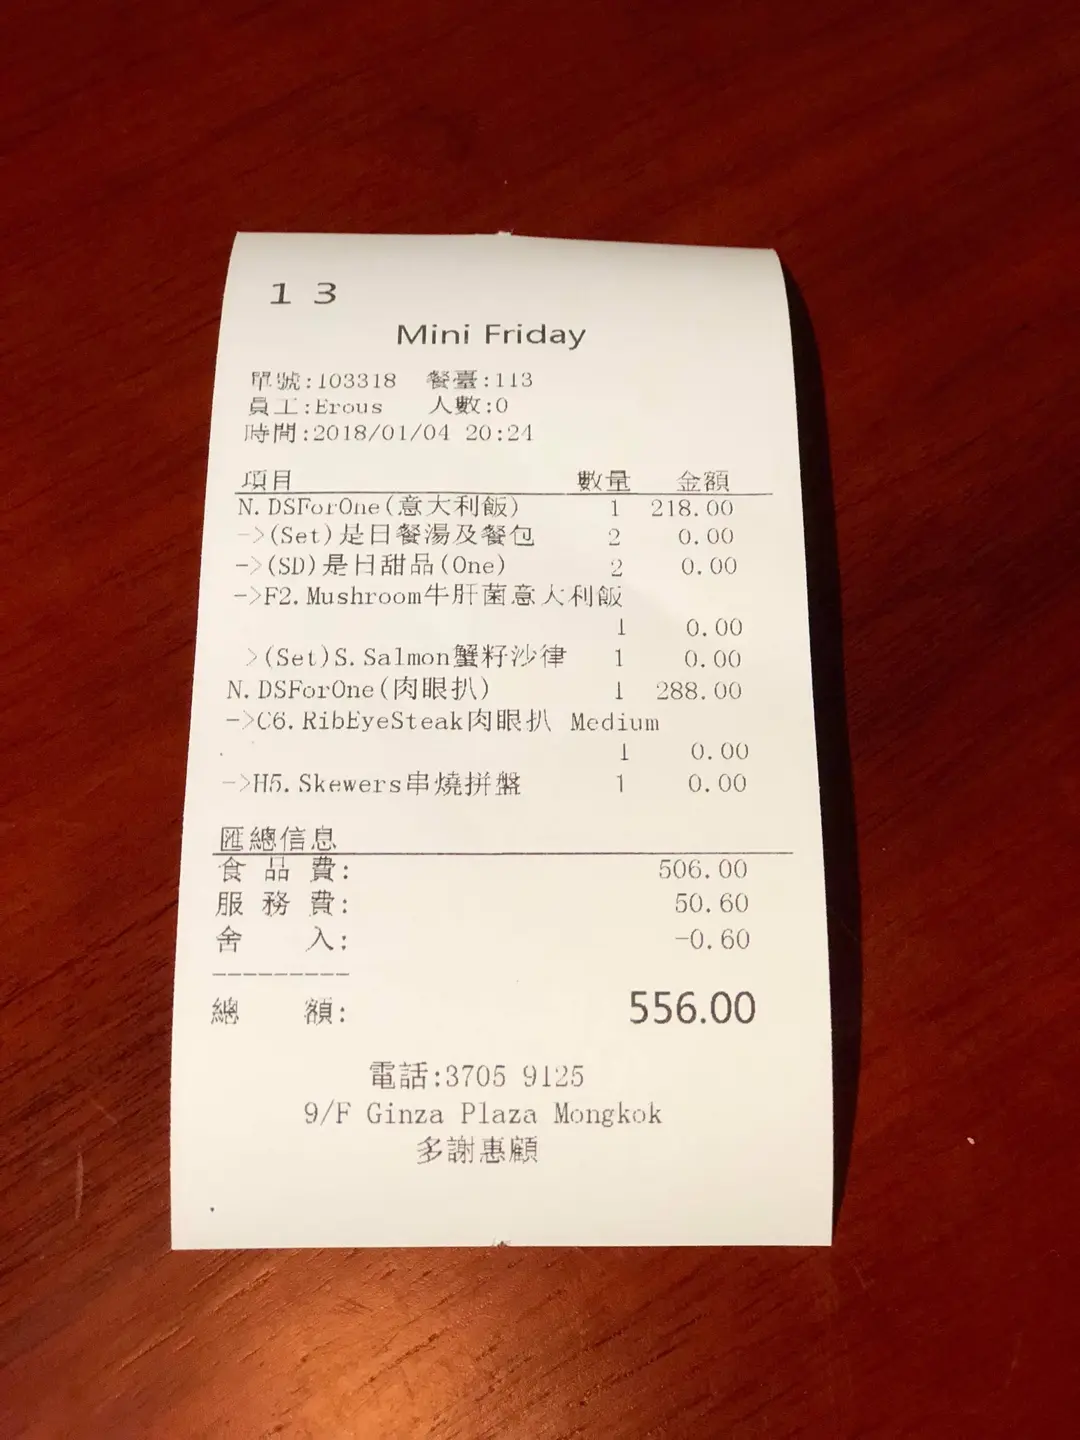 13
Mini Friday
單號:103318 餐臺:113
員工:Erous 人數:0
時間:2018/01/04 20:24
項目 數量 金額
N.DSForOne(意大利飯) 1 218.00
->(Set)是日餐湯及餐包 2 0.00
->(SD)是日甜品(One) 2 0.00
->F2.Mushroom牛肝菌意大利飯
1 0.00
>(Set)S.Salmon蟹籽沙律 1 0.00
N.DSForOne(肉眼扒) 1 288.00
->C6.RibEyeSteak肉眼扒 Medium
1 0.00
->H5.Skewers串燒拼盤 1 0.00
匯總信息
食品費: 506.00
服務費: 50.60
舍入: -0.60
---------
總額: 556.00
電話:3705 9125
9/F Ginza Plaza Mongkok
多謝惠顧